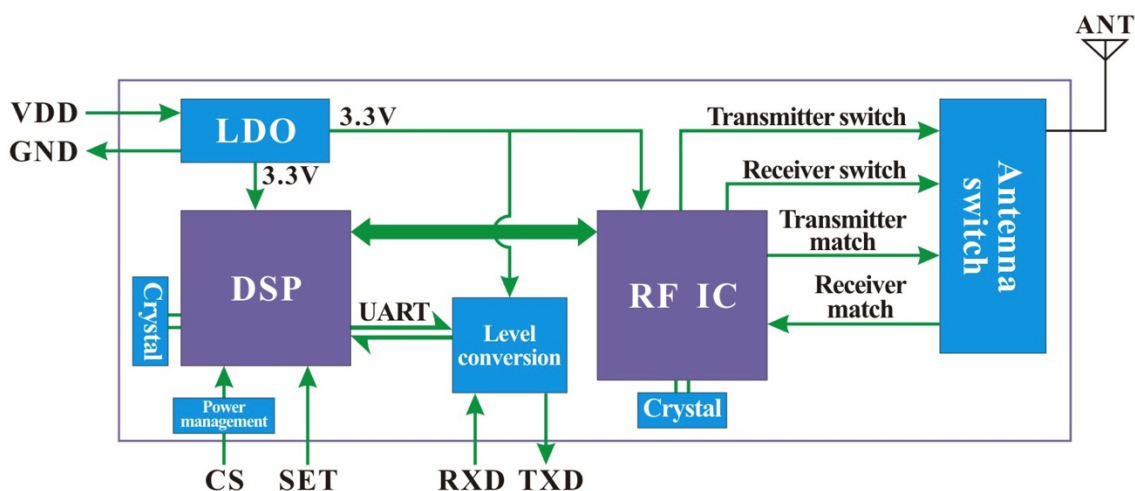 ANT
VDD
GND
LDO
3.3V
3.3V
Transmitter switch
Receiver switch
Transmitter
match
Receiver
match
Antenna
switch
DSP
RF IC
Crystal
UART
Level
conversion
Crystal
Power
management
CS
SET
RXD
TXD